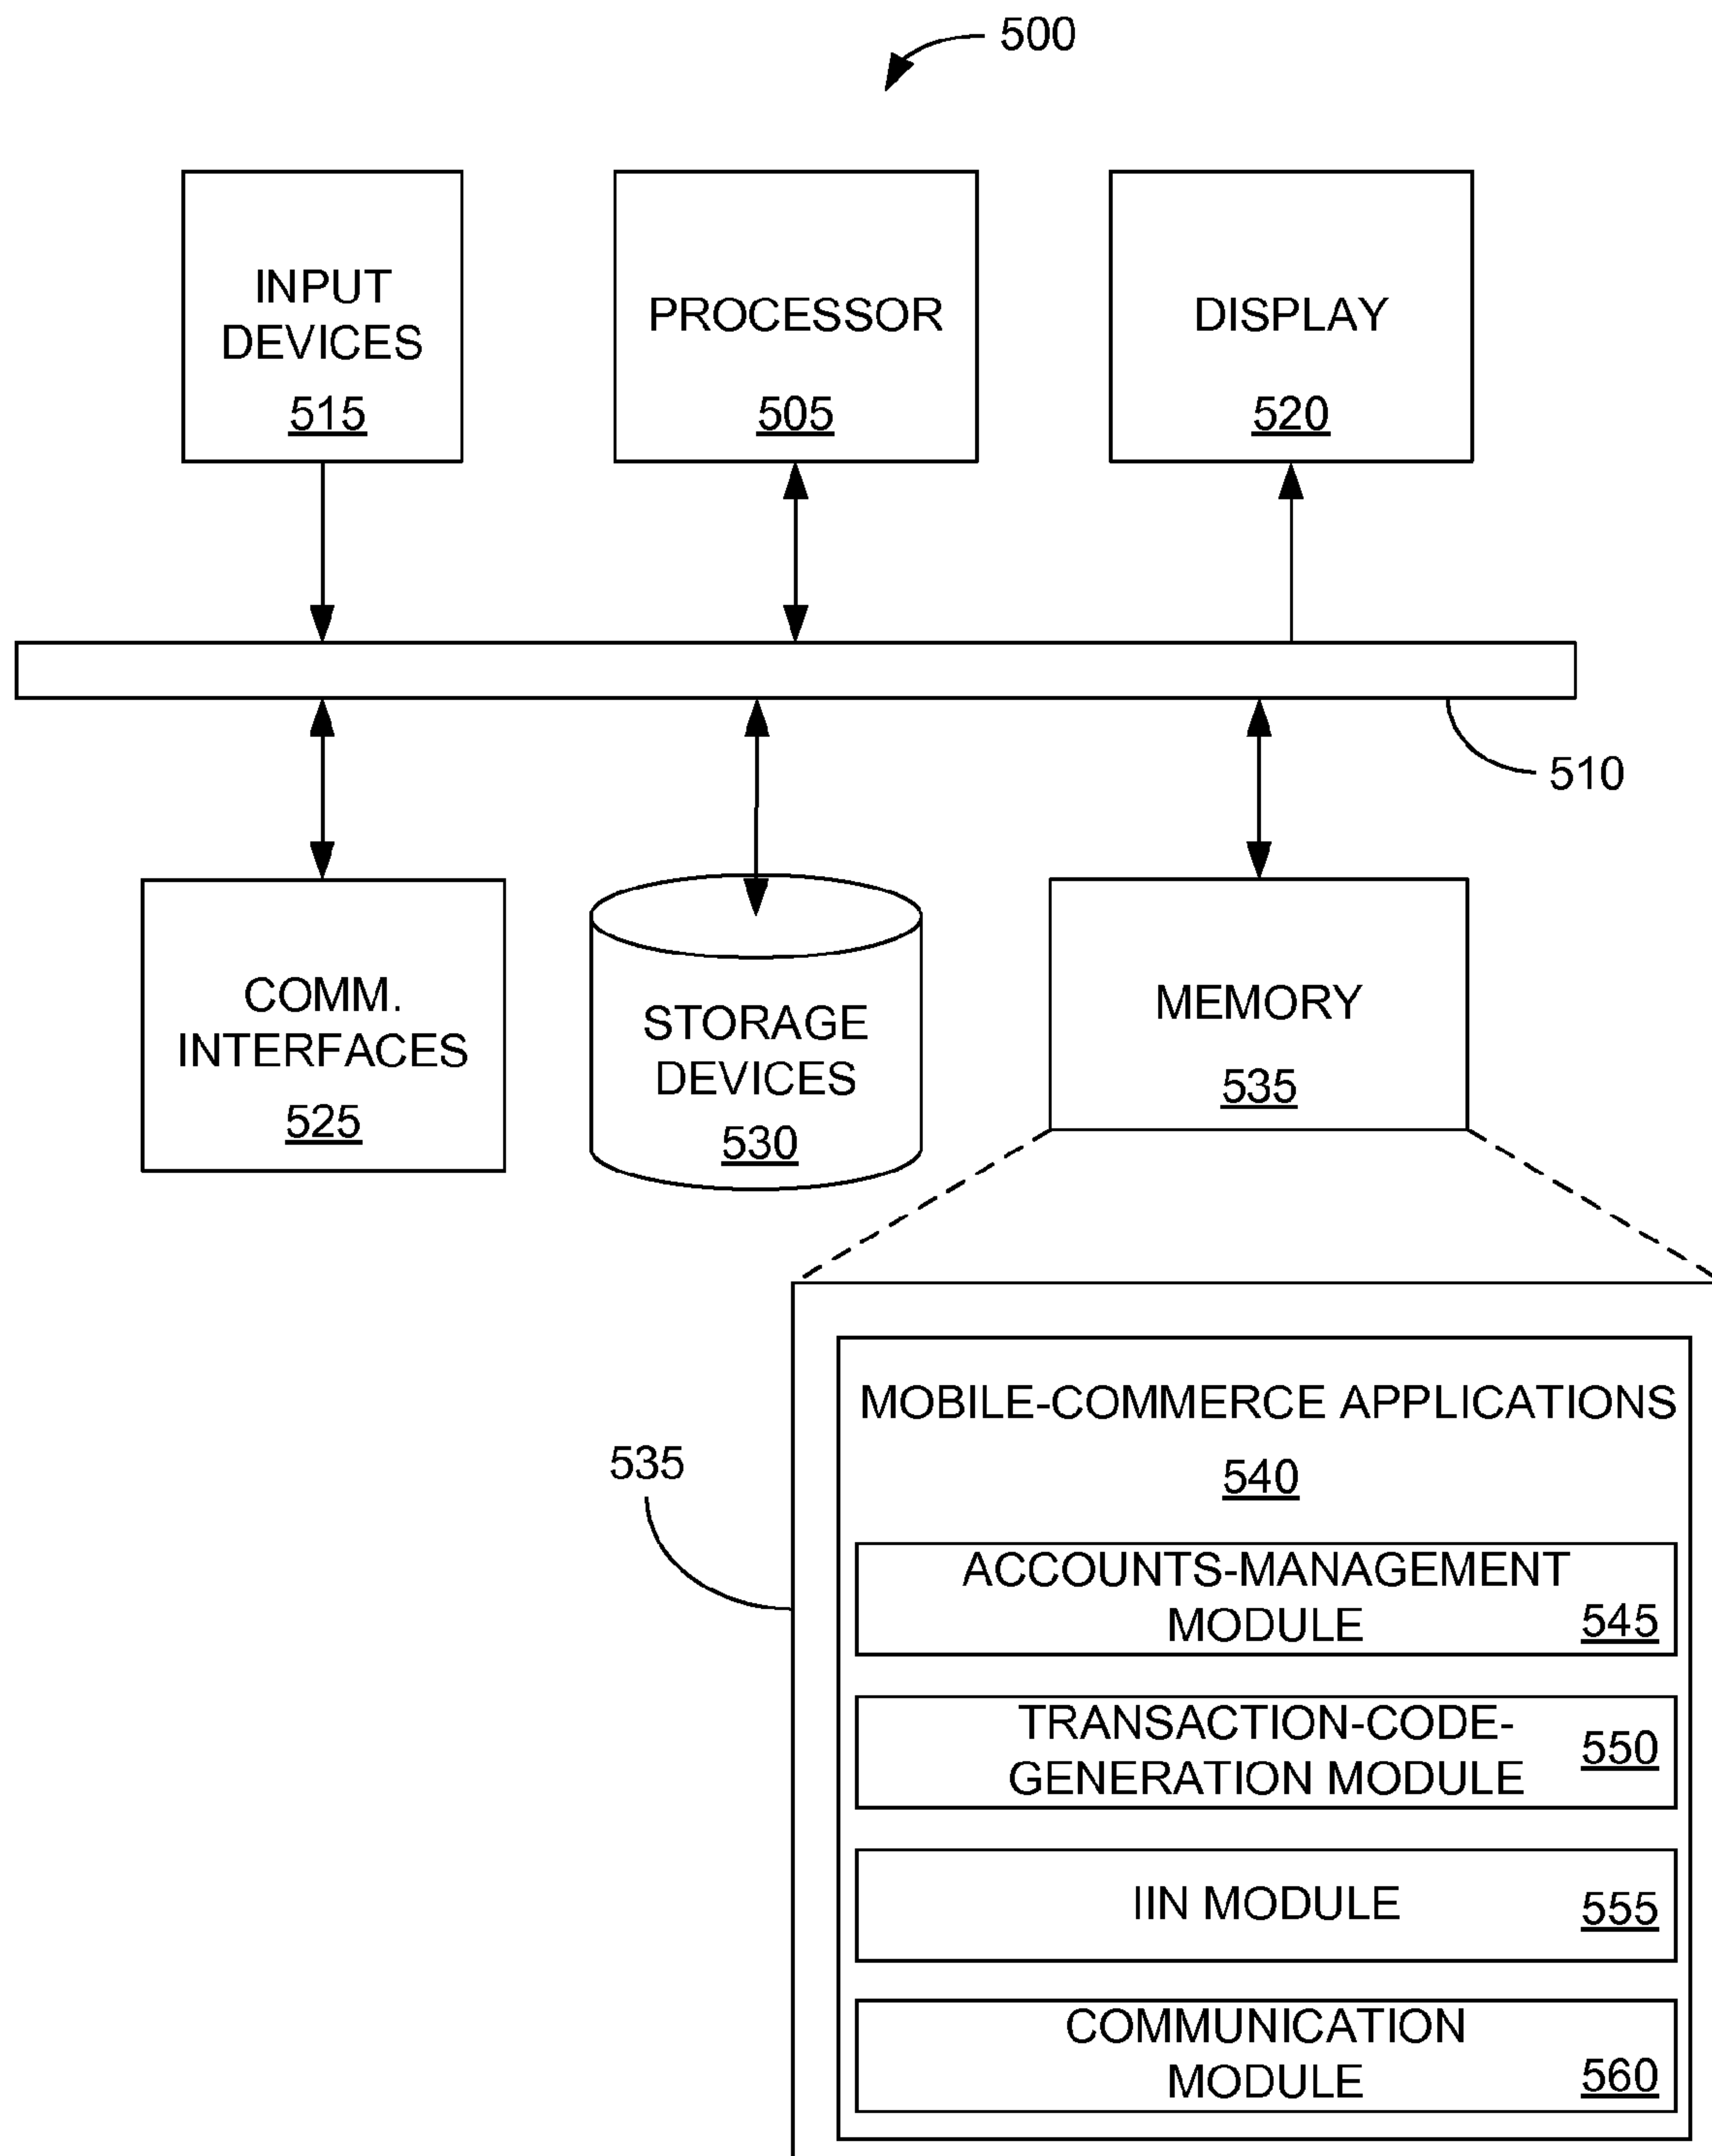 500
INPUT
DEVICES
515
PROCESSOR
505
DISPLAY
520
510
COMM.
INTERFACES
525
STORAGE
DEVICES
530
MEMORY
535
535
MOBILE-COMMERCE APPLICATIONS
540
ACCOUNTS-MANAGEMENT
MODULE 545
TRANSACTION-CODE-
GENERATION MODULE 550
IIN MODULE 555
COMMUNICATION
MODULE 560